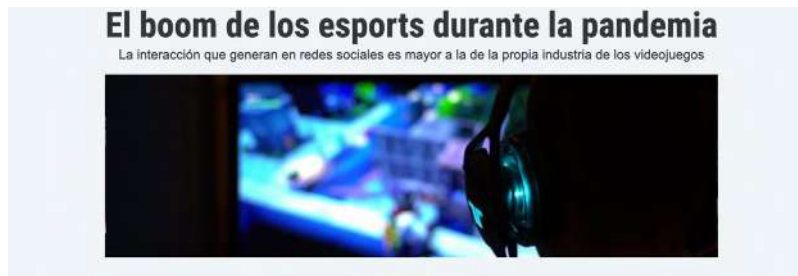 El boom de los esports durante la pandemia
La interacción que generan en redes sociales es mayor a la de la propia industria de los videojuegos